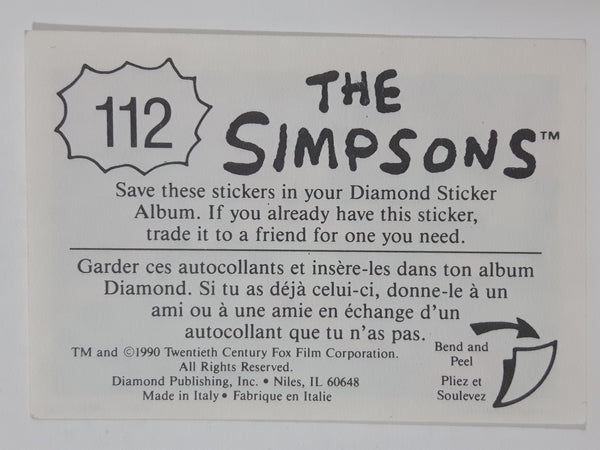 112
THE
SIMPSONS™
Save these stickers in your Diamond Sticker
Album. If you already have this sticker,
trade it to a friend for one you need.
Garder ces autocollants et insère-les dans ton album
Diamond. Si tu as déjà celui-ci, donne-le à un
ami ou à une amie en échange d'un
autocollant que tu n'as pas.
TM and ©1990 Twentieth Century Fox Film Corporation.
All Rights Reserved.
Diamond Publishing, Inc. • Niles, IL 60648
Made in Italy • Fabrique en Italie
Bend and
Peel
Pliez et
Soulevez